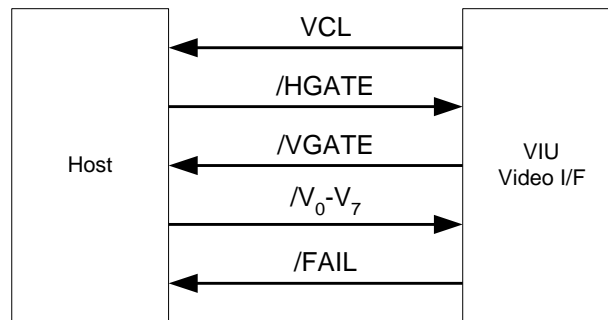 VCL
/HGATE
/VGATE
/V₀-V₇
/FAIL
Host
VIU
Video I/F